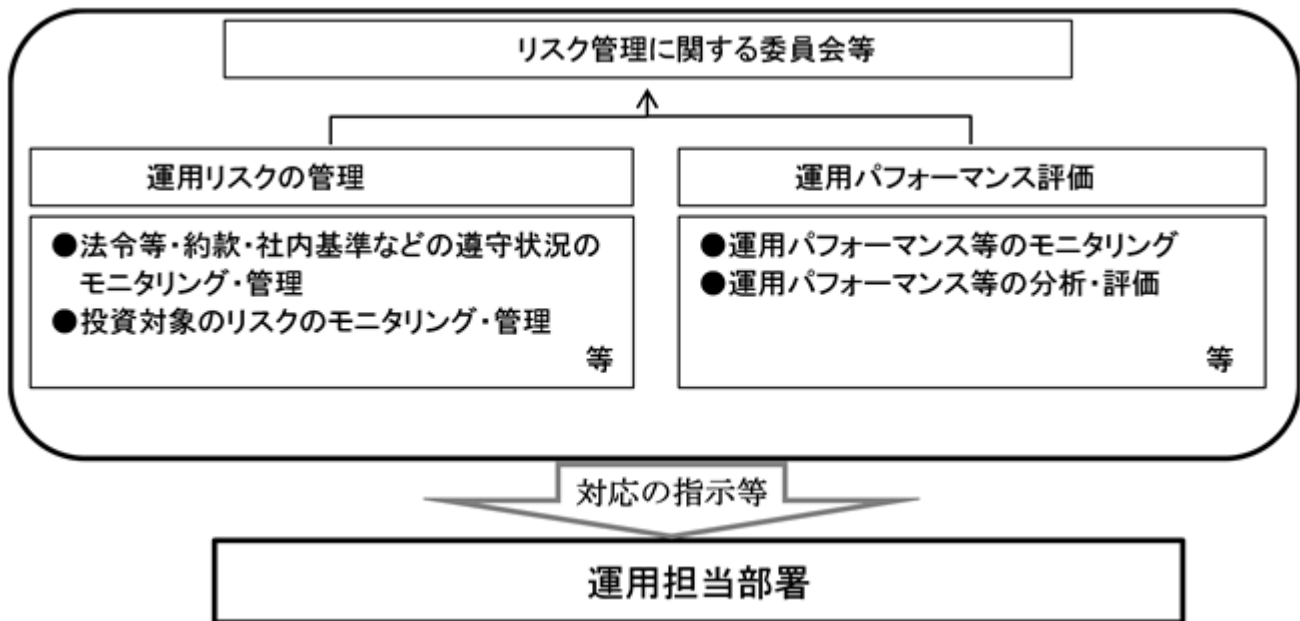 リスク管理に関する委員会等
運用リスクの管理
●法令等・約款・社内基準などの遵守状況の
モニタリング・管理
●投資対象のリスクのモニタリング・管理
等
運用パフォーマンス評価
●運用パフォーマンス等のモニタリング
●運用パフォーマンス等の分析・評価
等
対応の指示等
運用担当部署